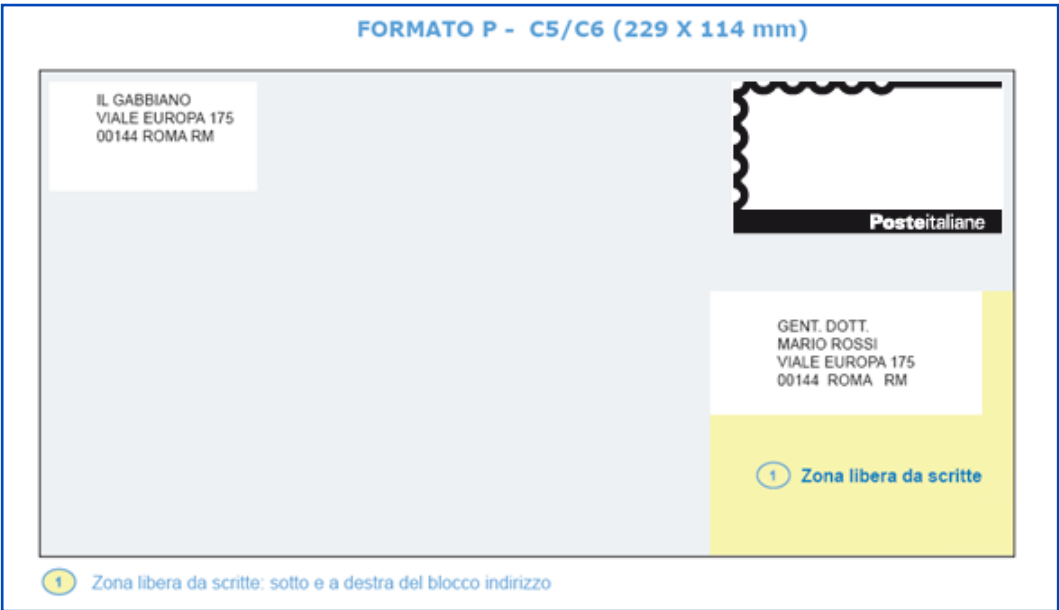 FORMATO P - C5/C6 (229 X 114 mm)
IL GABBIANO
VIALE EUROPA 175
00144 ROMA RM
Posteitaliane
GENT. DOTT.
MARIO ROSSI
VIALE EUROPA 175
00144 ROMA RM
1 Zona libera da scritte
1 Zona libera da scritte: sotto e a destra del blocco indirizzo